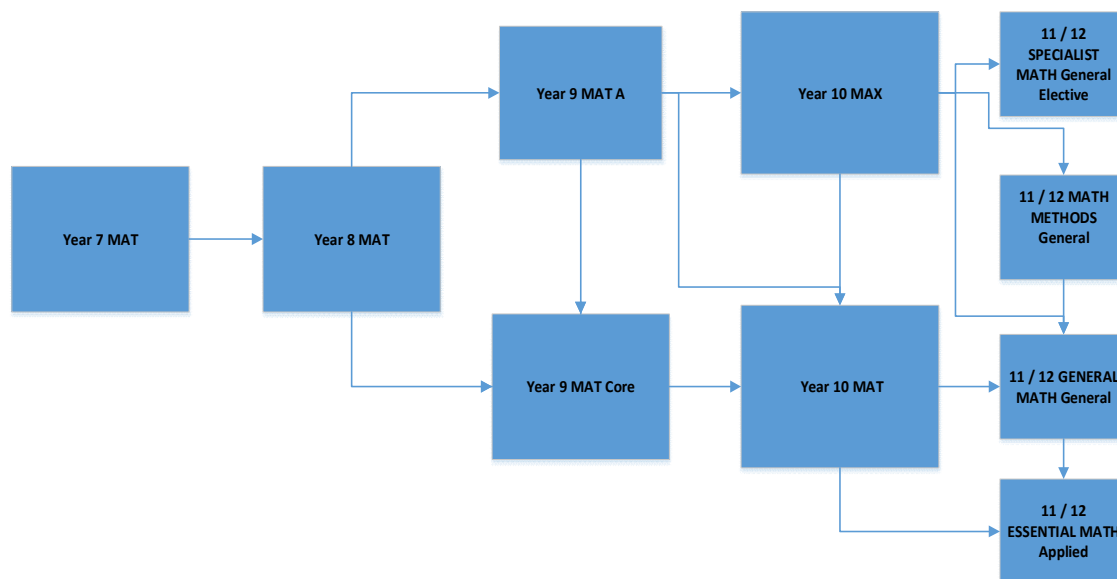 Year 7 MAT
Year 8 MAT
Year 9 MAT A
Year 9 MAT Core
Year 10 MAX
Year 10 MAT
11 / 12
SPECIALIST
MATH General
Elective
11 / 12 MATH
METHODS
General
11 / 12 GENERAL
MATH General
11 / 12
ESSENTIAL MATH
Applied